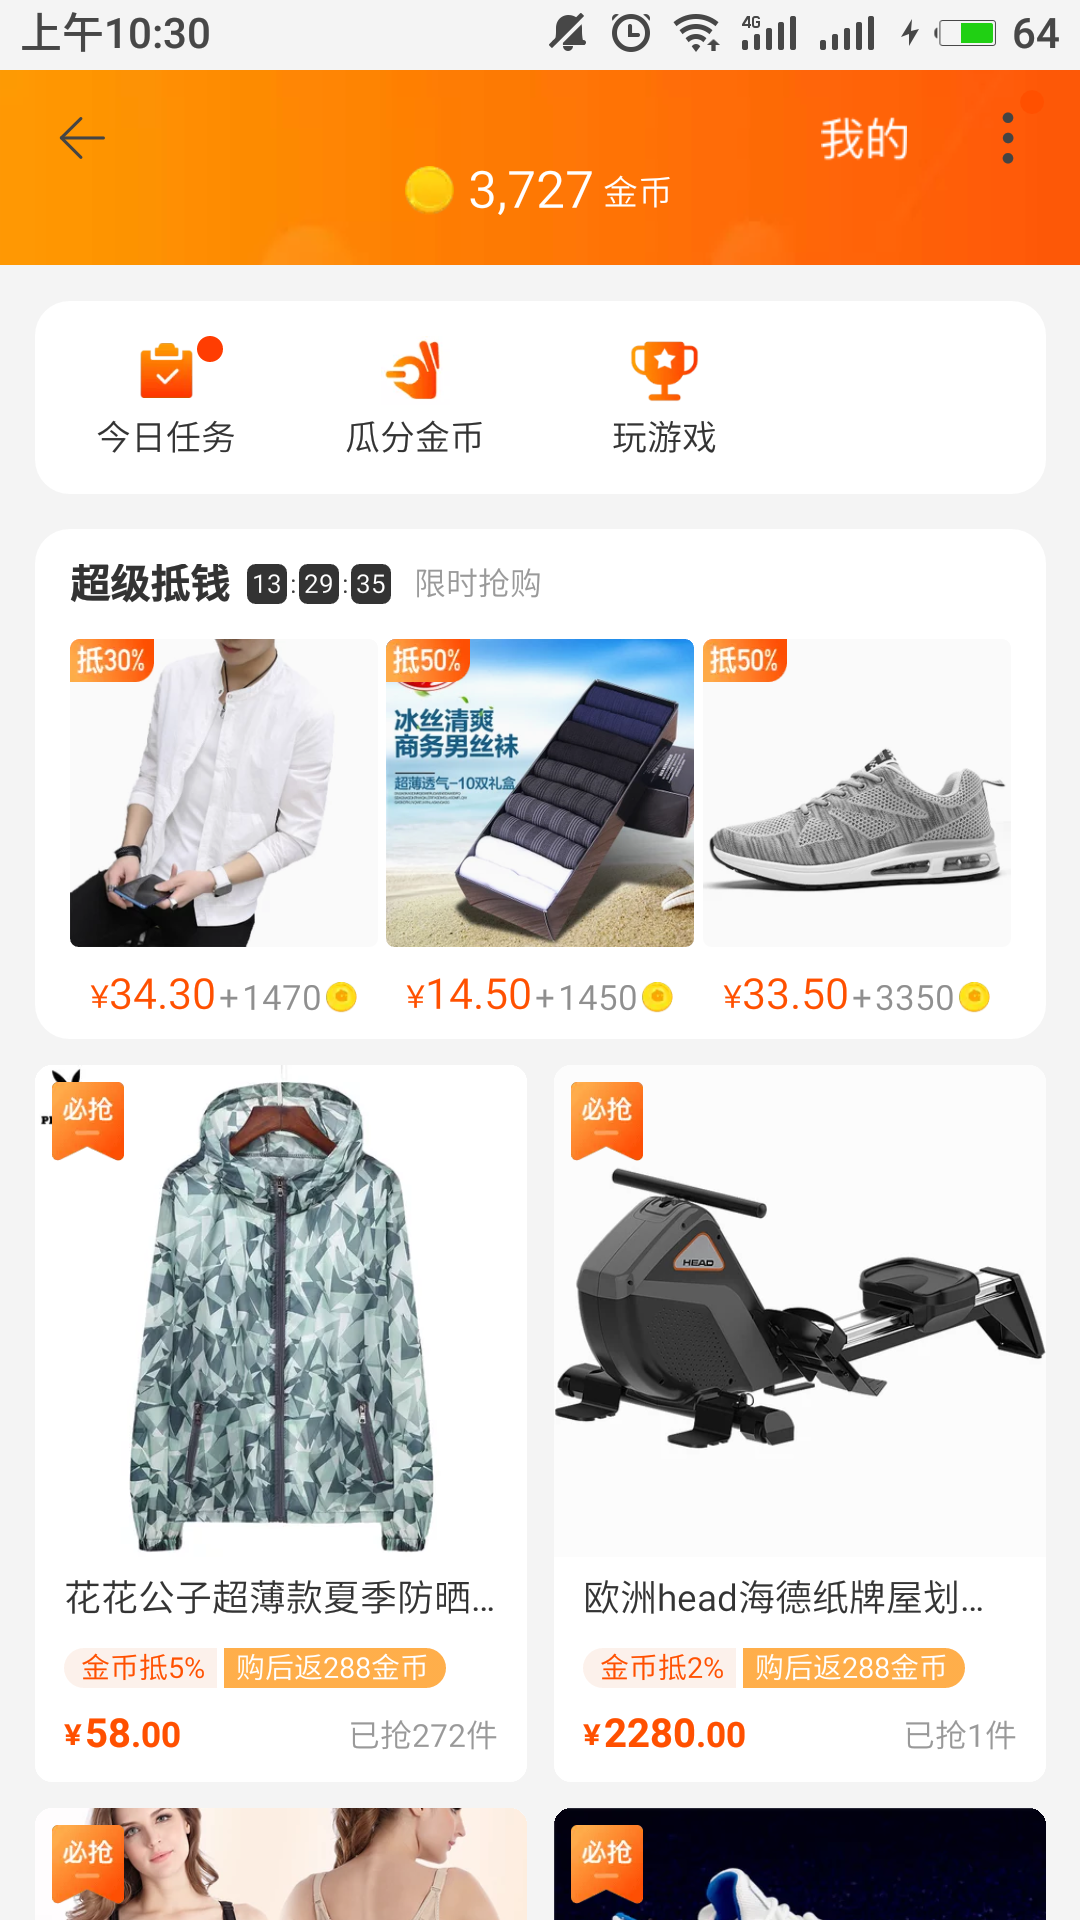 上午10:30
4G
64
我的
3,727 金币
今日任务
瓜分金币
玩游戏
超级抵钱 13:29:35 限时抢购
抵30%
抵50%
抵50%
冰丝清爽
商务男丝袜
超薄透气-10双礼盒
¥34.30+1470
¥14.50+1450
¥33.50+3350
必抢
必抢
HEAD
花花公子超薄款夏季防晒...
欧洲head海德纸牌屋划...
金币抵5% 购后返288金币
金币抵2% 购后返288金币
¥58.00 已抢272件
¥2280.00 已抢1件
必抢
必抢